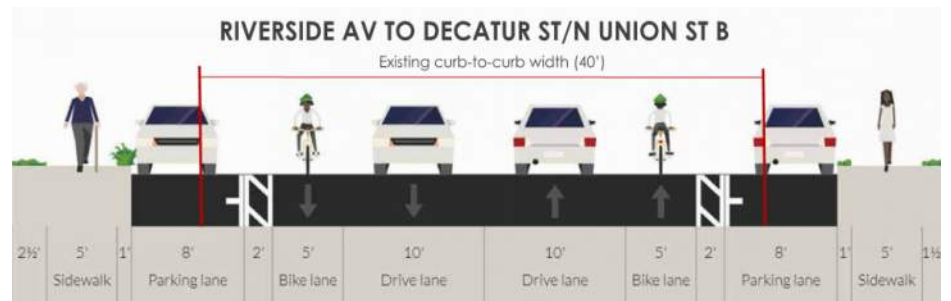 RIVERSIDE AV TO DECATUR ST/N UNION ST B
Existing curb-to-curb width (40')
2½' 5' 1' 8' 2' 5' 10' 10' 5' 2' 8' 1' 5' 1½
Sidewalk Parking lane Bike lane Drive lane Drive lane Bike lane Parking lane Sidewalk